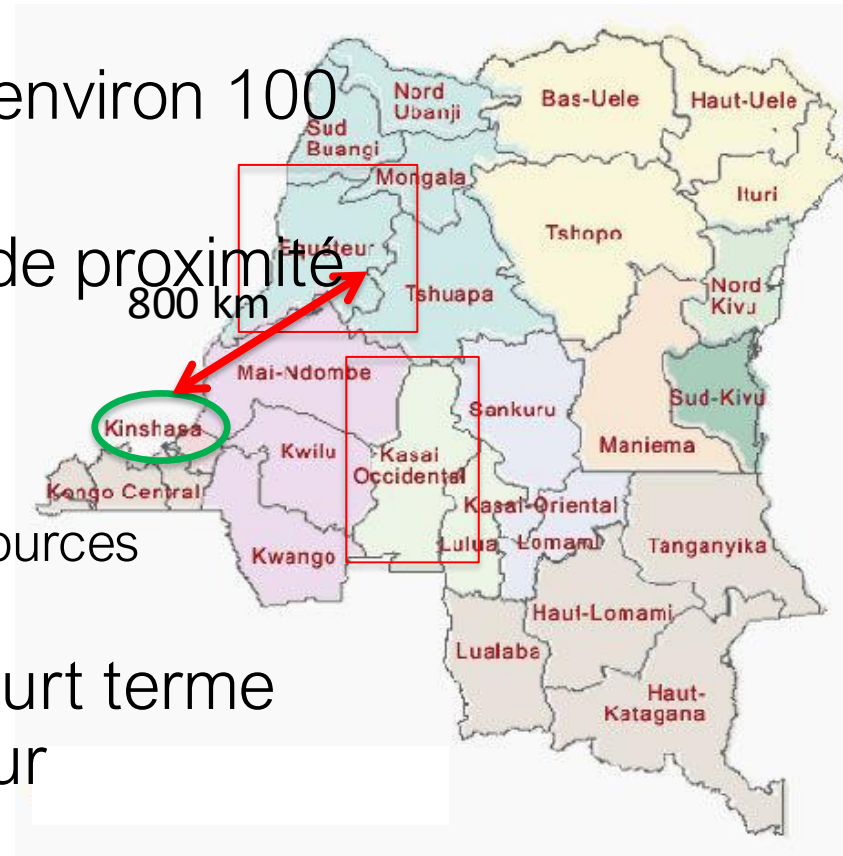 environ 100
de proximité
800 km
ources
urt terme
ur
Nord
Ubanji
Bas-Uele
Haut-Uele
Sud
Buangi
Mongala
Ituri
Equateur
Tshopo
Tshuapa
Nord-
Kivu
Mai-Ndombe
Sankuru
Sud-Kivu
Kinshasa
Kwilu
Kasai
Occidental
Maniema
Kongo Central
Kasai-Oriental
Kwango
Lulua
Lomami
Tanganyika
Haut-Lomami
Lualaba
Haut-
Katagana